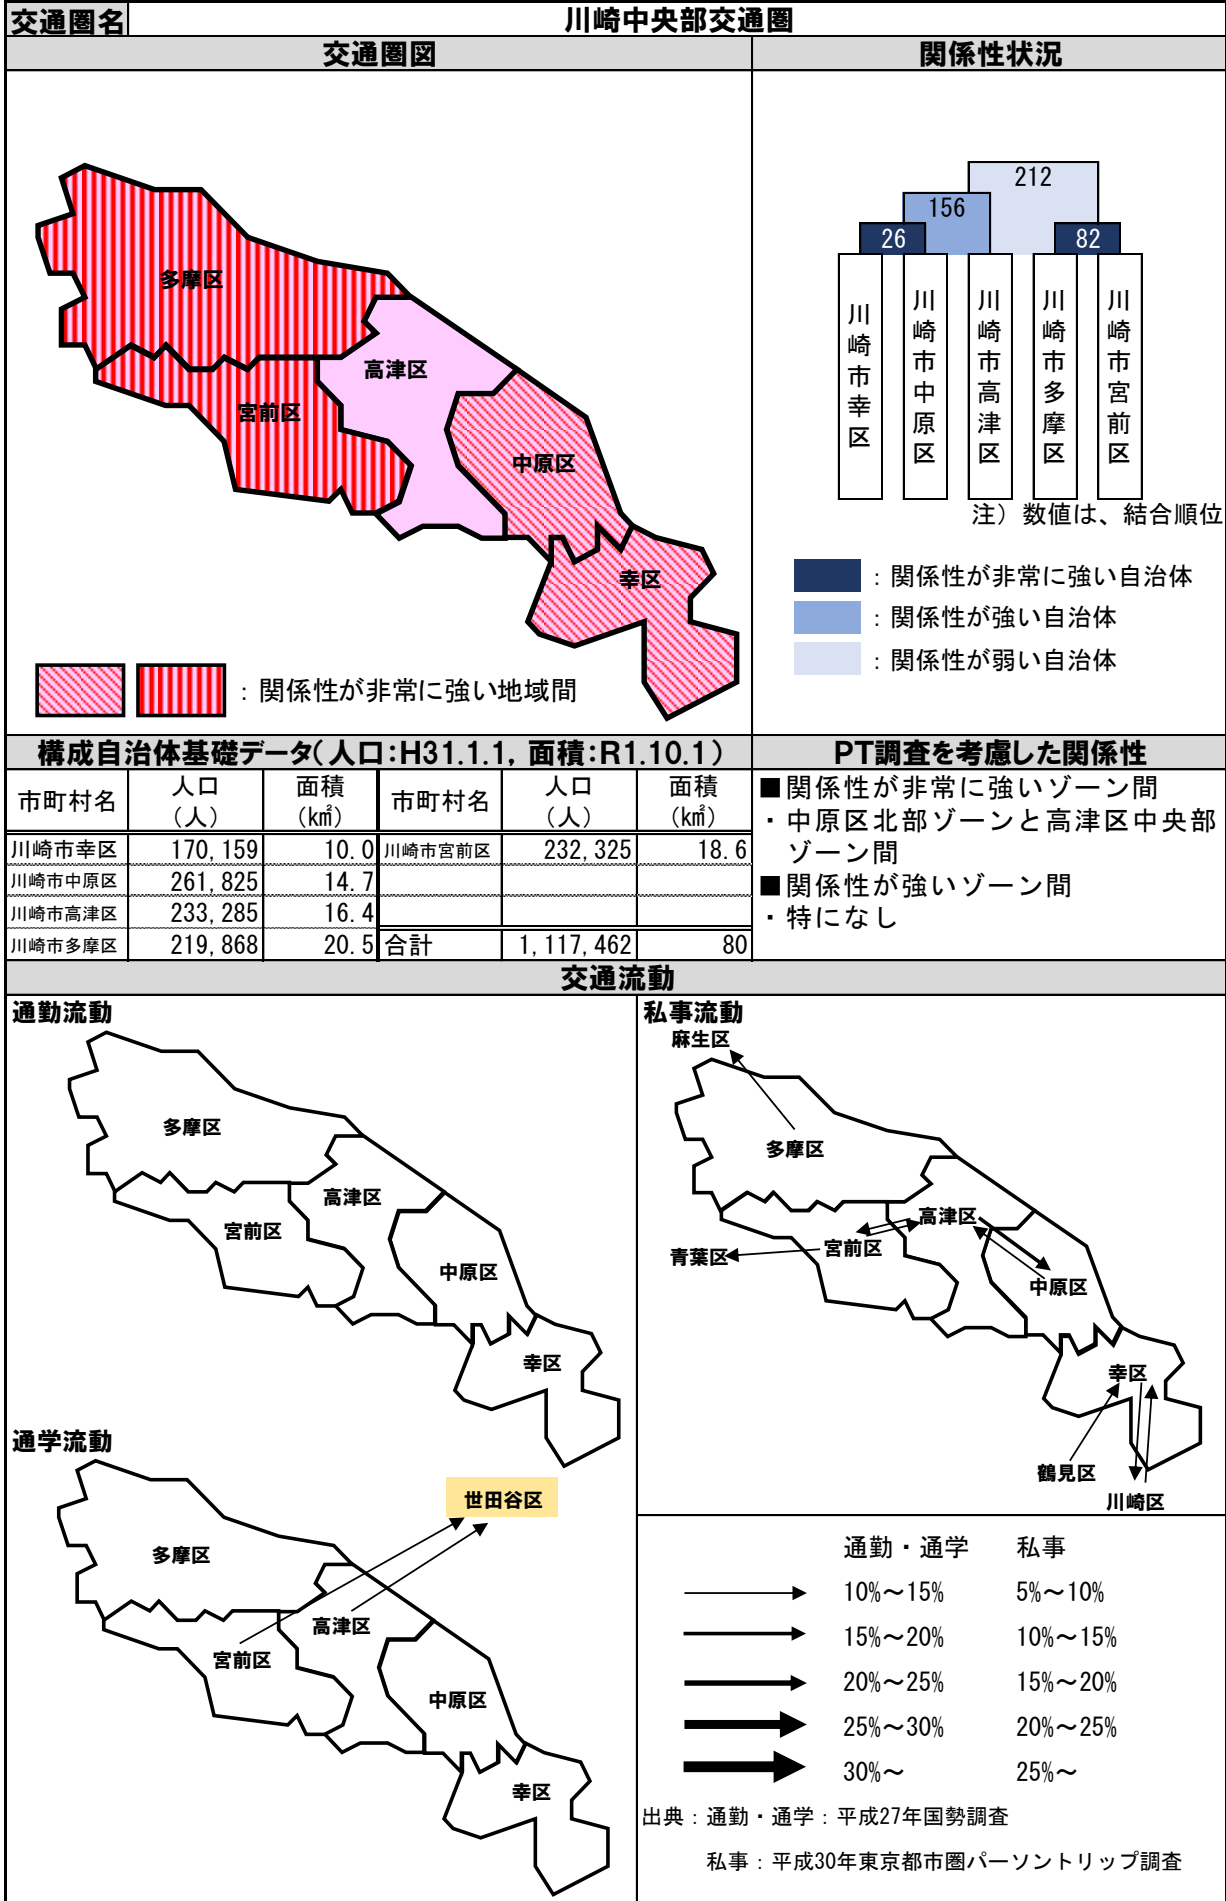 交通圏名
川崎中央部交通圏
交通圏図
関係性状況
多摩区
高津区
宮前区
中原区
幸区
：関係性が非常に強い地域間
212
156
26
82
川崎市幸区
川崎市中原区
川崎市高津区
川崎市多摩区
川崎市宮前区
注）数値は、結合順位
：関係性が非常に強い自治体
：関係性が強い自治体
：関係性が弱い自治体
構成自治体基礎データ（人口：H31.1.1，面積：R1.10.1）
市町村名 人口（人） 面積（k㎡） 市町村名 人口（人） 面積（k㎡）
川崎市幸区 170,159 10.0 川崎市宮前区 232,325 18.6
川崎市中原区 261,825 14.7
川崎市高津区 233,285 16.4
川崎市多摩区 219,868 20.5 合計 1,117,462 80
PT調査を考慮した関係性
■関係性が非常に強いゾーン間
・中原区北部ゾーンと高津区中央部
ゾーン間
■関係性が強いゾーン間
・特になし
交通流動
通勤流動
多摩区
高津区
宮前区
中原区
幸区
通学流動
世田谷区
多摩区
高津区
宮前区
中原区
幸区
私事流動
麻生区
多摩区
高津区
宮前区
青葉区
中原区
幸区
鶴見区
川崎区
通勤・通学 私事
10%～15% 5%～10%
15%～20% 10%～15%
20%～25% 15%～20%
25%～30% 20%～25%
30%～ 25%～
出典：通勤・通学：平成27年国勢調査
私事：平成30年東京都市圏パーソントリップ調査